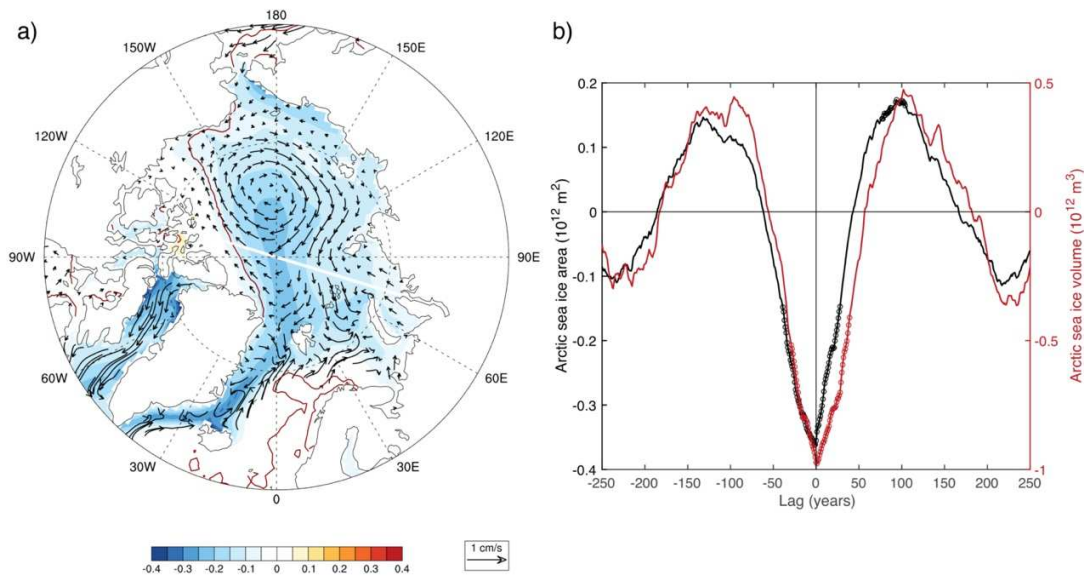 a)
180
150W
150E
120W
120E
90W
90E
60W
60E
30W
30E
0
-0.4 -0.3 -0.2 -0.1 0 0.1 0.2 0.3 0.4
1 cm/s
b)
Arctic sea ice area (10¹² m²)
0.2
0.1
0
-0.1
-0.2
-0.3
-0.4
0.5
0
-0.5
-1
Arctic sea ice volume (10¹² m³)
-250 -200 -150 -100 -50 0 50 100 150 200 250
Lag (years)